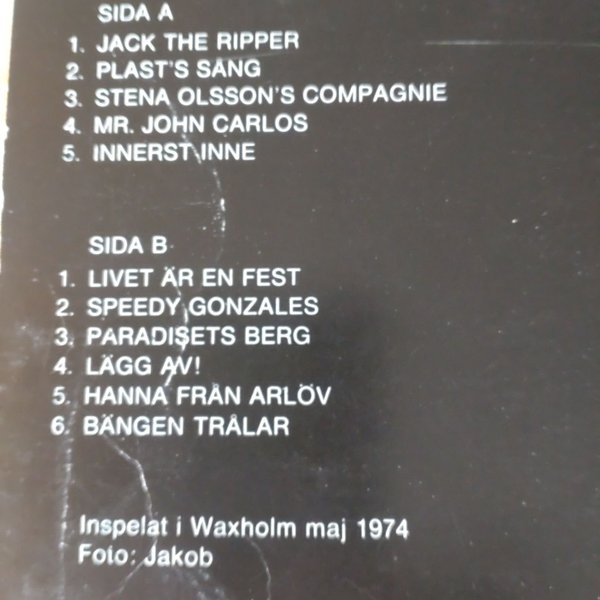 SIDA A
1. JACK THE RIPPER
2. PLAST'S SÅNG
3. STENA OLSSON'S COMPAGNIE
4. MR. JOHN CARLOS
5. INNERST INNE
SIDA B
1. LIVET ÄR EN FEST
2. SPEEDY GONZALES
3. PARADISETS BERG
4. LÄGG AV!
5. HANNA FRÅN ARLÖV
6. BÄNGEN TRÅLAR
Inspelat i Waxholm maj 1974
Foto: Jakob